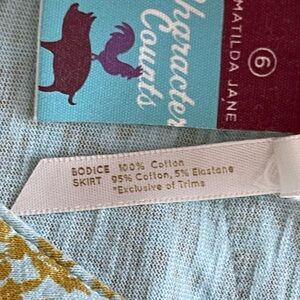 MATILDA JANE
6
Character
Counts
BODICE 100% Cotton
SKIRT 95% Cotton, 5% Elastane
*Exclusive of Trims